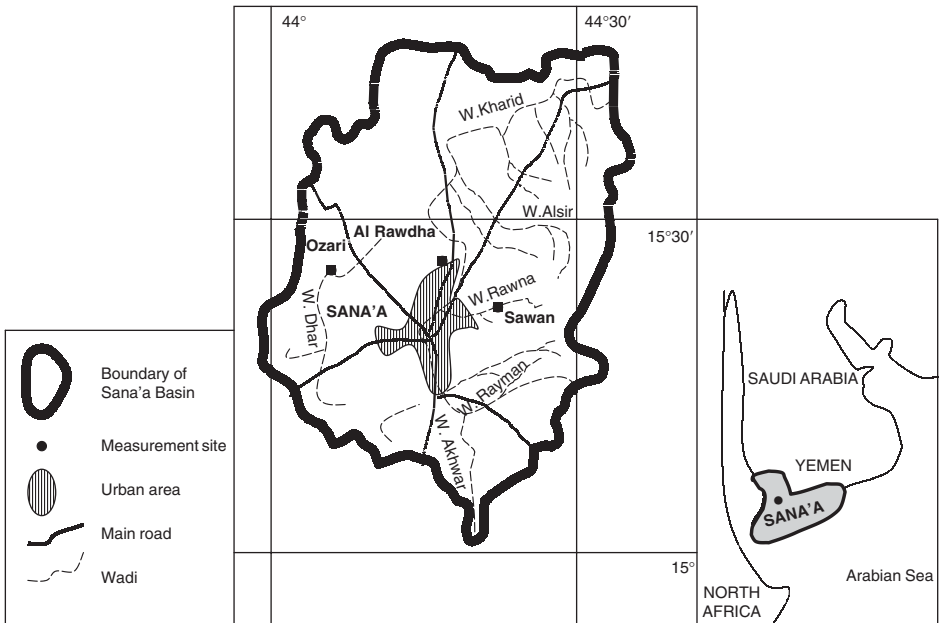 44°
44°30′
W.Kharid
W.Alsir
15°30′
Al Rawdha
Ozari
W. Dhar
SANA’A
W.Rawna
Sawan
W. Rayman
W. Akhwar
15°
Boundary of
Sana’a Basin
Measurement site
Urban area
Main road
Wadi
SAUDI ARABIA
YEMEN
SANA’A
Arabian Sea
NORTH
AFRICA